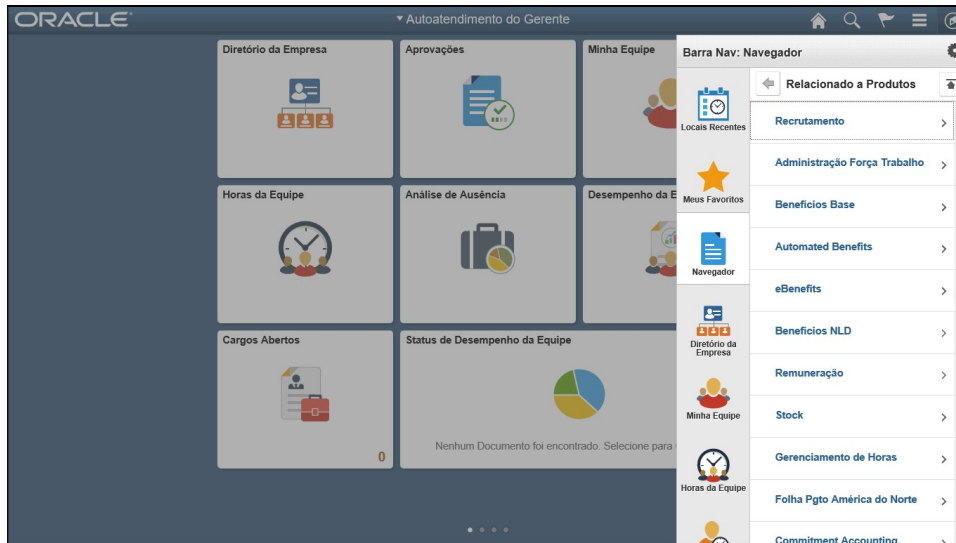 ORACLE
Autoatendimento do Gerente
Diretório da Empresa
Aprovações
Minha Equipe
Horas da Equipe
Análise de Ausência
Desempenho da E
Cargos Abertos
0
Status de Desempenho da Equipe
Nenhum Documento foi encontrado. Selecione para
Barra Nav: Navegador
Locais Recentes
Meus Favoritos
Navegador
Diretório da
Empresa
Minha Equipe
Horas da Equipe
Relacionado a Produtos
Recrutamento
Administração Força Trabalho
Benefícios Base
Automated Benefits
eBenefits
Benefícios NLD
Remuneração
Stock
Gerenciamento de Horas
Folha Pgto América do Norte
Commitment Accounting